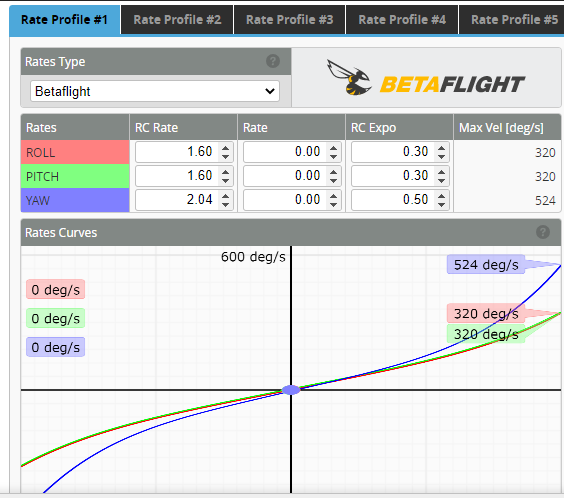 Rate Profile #1 Rate Profile #2 Rate Profile #3 Rate Profile #4 Rate Profile #5
Rates Type
Betaflight
BETAFLIGHT
Rates RC Rate Rate RC Expo Max Vel [deg/s]
ROLL 1.60 0.00 0.30 320
PITCH 1.60 0.00 0.30 320
YAW 2.04 0.00 0.50 524
Rates Curves
600 deg/s
524 deg/s
0 deg/s
320 deg/s
0 deg/s
320 deg/s
0 deg/s